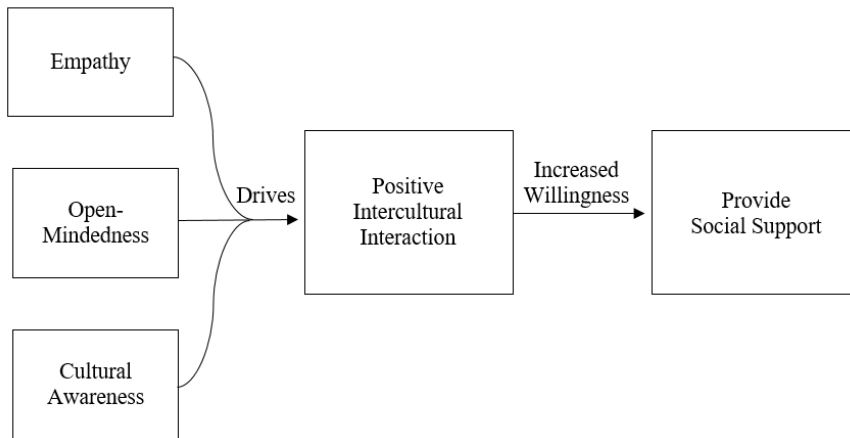 Empathy
Open-
Mindedness
Cultural
Awareness
Drives
Positive
Intercultural
Interaction
Increased
Willingness
Provide
Social Support